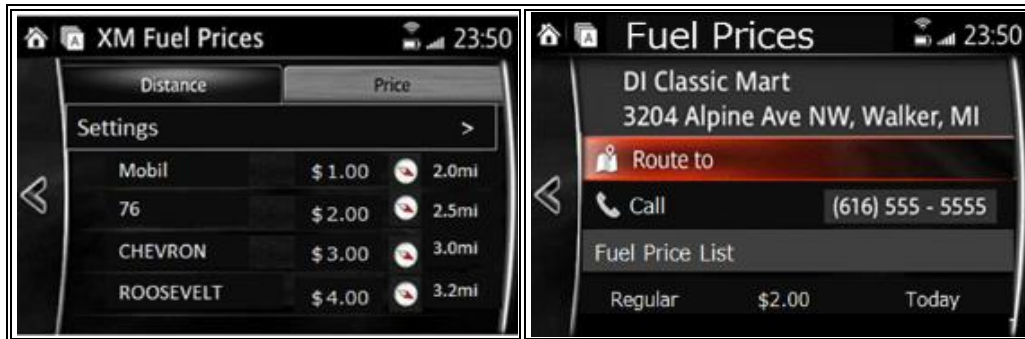 XM Fuel Prices 23:50
Distance Price
Settings >
Mobil $1.00 2.0mi
76 $2.00 2.5mi
CHEVRON $3.00 3.0mi
ROOSEVELT $4.00 3.2mi
Fuel Prices 23:50
DI Classic Mart
3204 Alpine Ave NW, Walker, MI
Route to
Call (616) 555 - 5555
Fuel Price List
Regular $2.00 Today